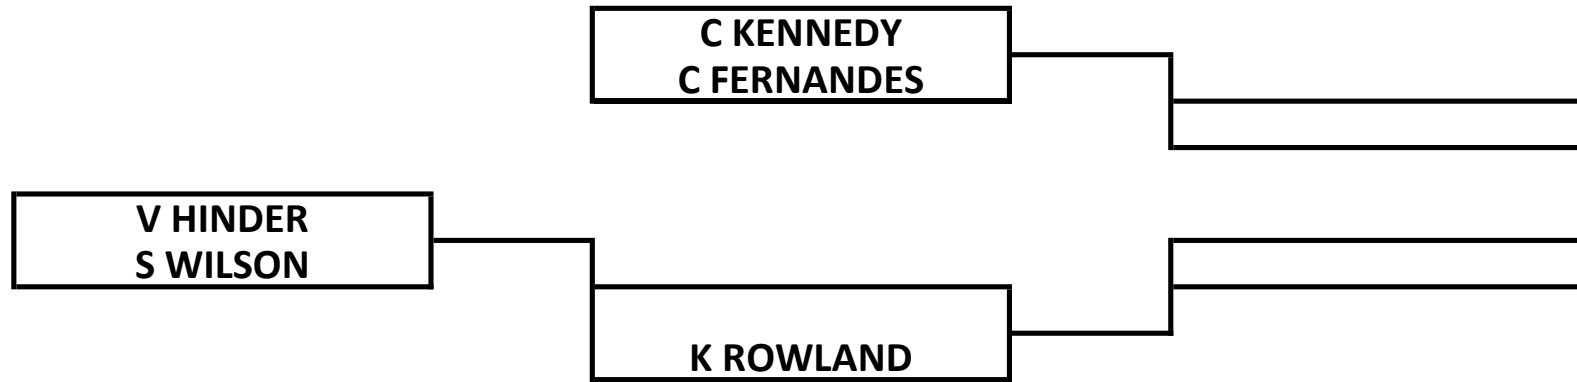 C KENNEDY
C FERNANDES
V HINDER
S WILSON
K ROWLAND